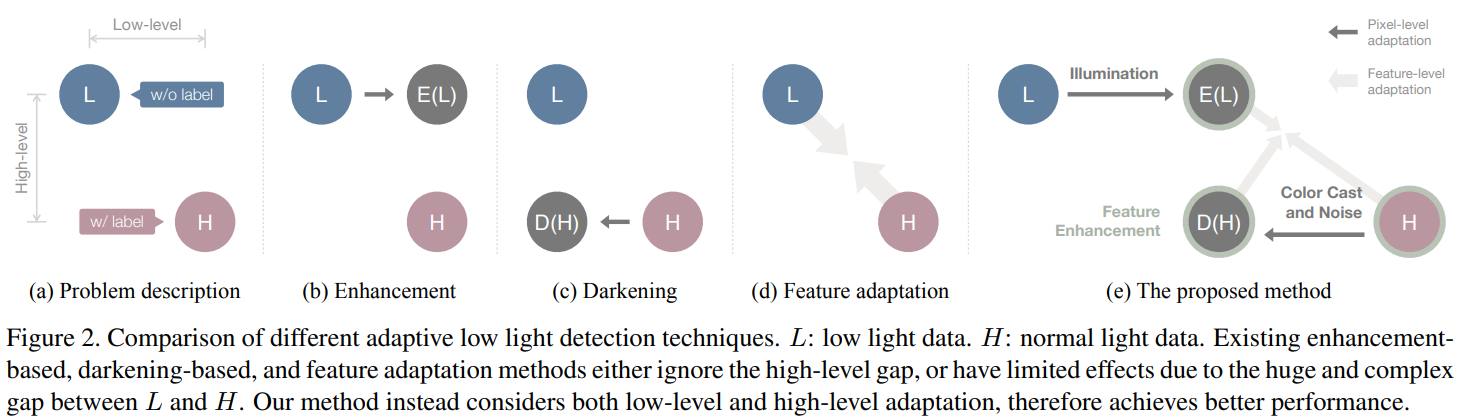 Low-level
High-level
L
w/o label
w/ label
H
(a) Problem description
L
E(L)
H
(b) Enhancement
L
D(H)
H
(c) Darkening
L
H
(d) Feature adaptation
L
Illumination
E(L)
Pixel-level
adaptation
Feature-level
adaptation
Feature
Enhancement
D(H)
Color Cast
and Noise
H
(e) The proposed method
Figure 2. Comparison of different adaptive low light detection techniques. L: low light data. H: normal light data. Existing enhancement-
based, darkening-based, and feature adaptation methods either ignore the high-level gap, or have limited effects due to the huge and complex
gap between L and H. Our method instead considers both low-level and high-level adaptation, therefore achieves better performance.